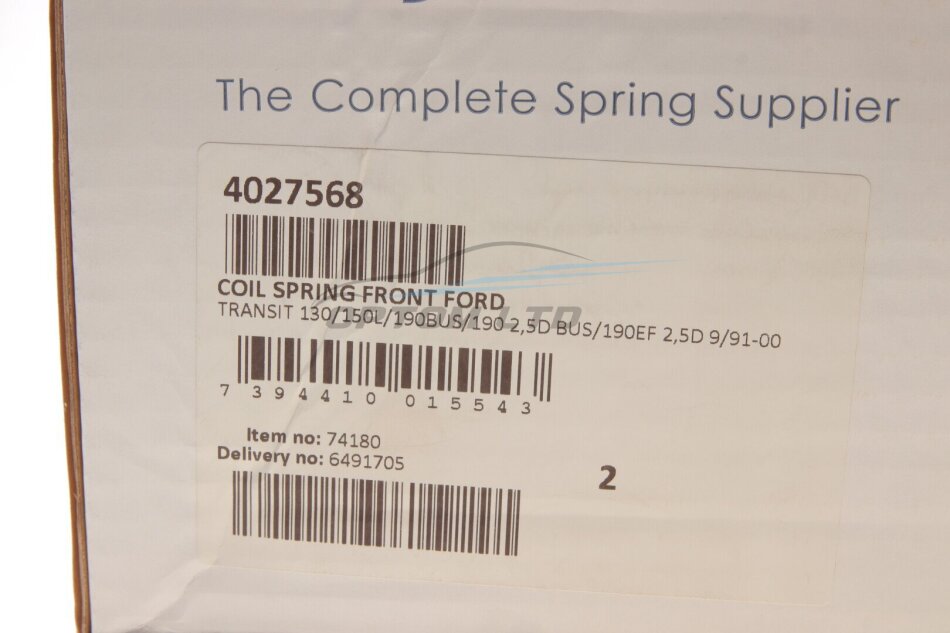 The Complete Spring Supplier
4027568
COIL SPRING FRONT FORD
TRANSIT 130/150L/190BUS/190 2,5D BUS/190EF 2,5D 9/91-00
7 394410 015543
Item no: 74180
Delivery no: 6491705
2